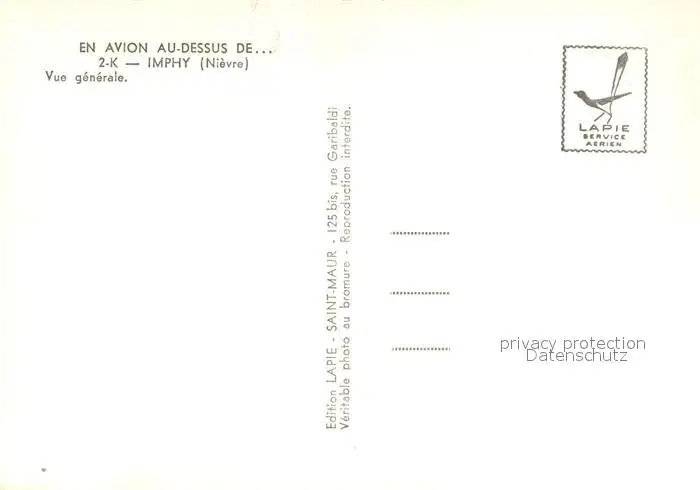 EN AVION AU-DESSUS DE...
2-K — IMPHY (Nièvre)
Vue générale.
LAPIE
SERVICE
AERIEN
Edition LAPIE - SAINT-MAUR - 125 bis, rue Garibaldi
Véritable photo au bromure - Reproduction interdite.
privacy protection
Datenschutz